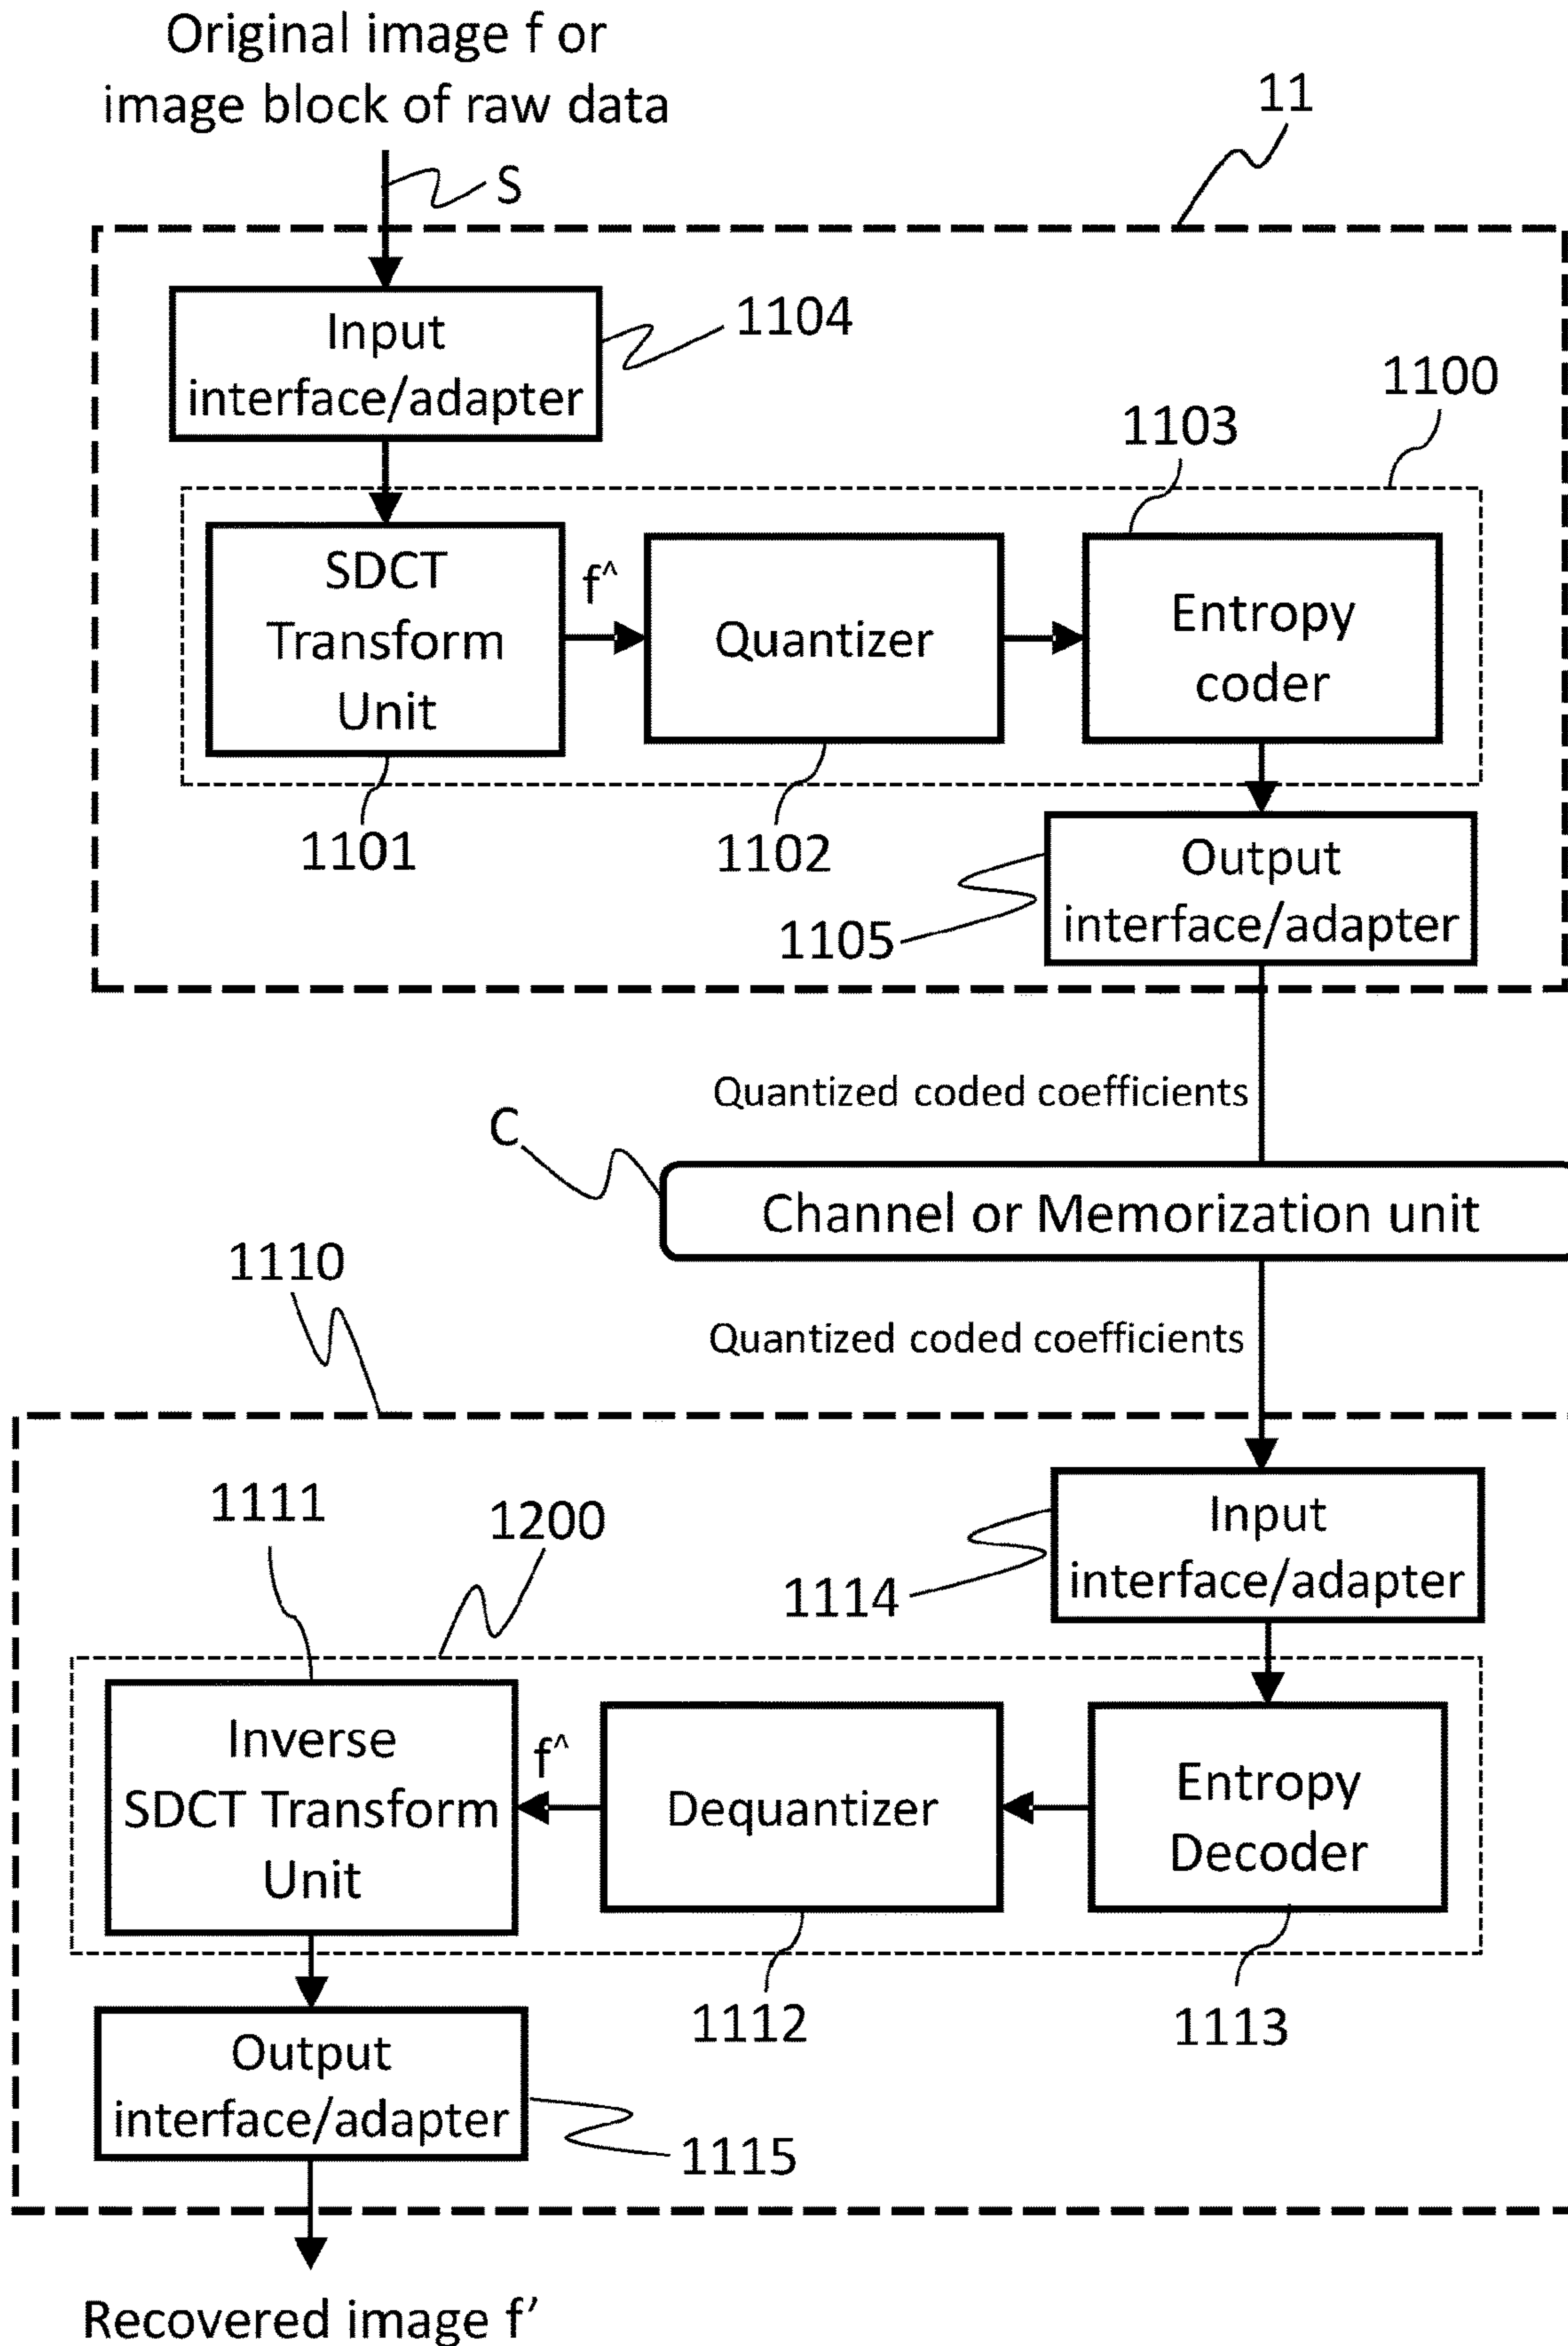 Original image f or
image block of raw data
S
11
Input
interface/adapter
1104
1100
1103
SDCT
Transform
Unit
f^
Quantizer
Entropy
coder
1101
1102
Output
interface/adapter
1105
Quantized coded coefficients
C
Channel or Memorization unit
1110
Quantized coded coefficients
1111
1200
Input
interface/adapter
1114
Inverse
SDCT Transform
Unit
f^
Dequantizer
Entropy
Decoder
1112
1113
Output
interface/adapter
1115
Recovered image f’